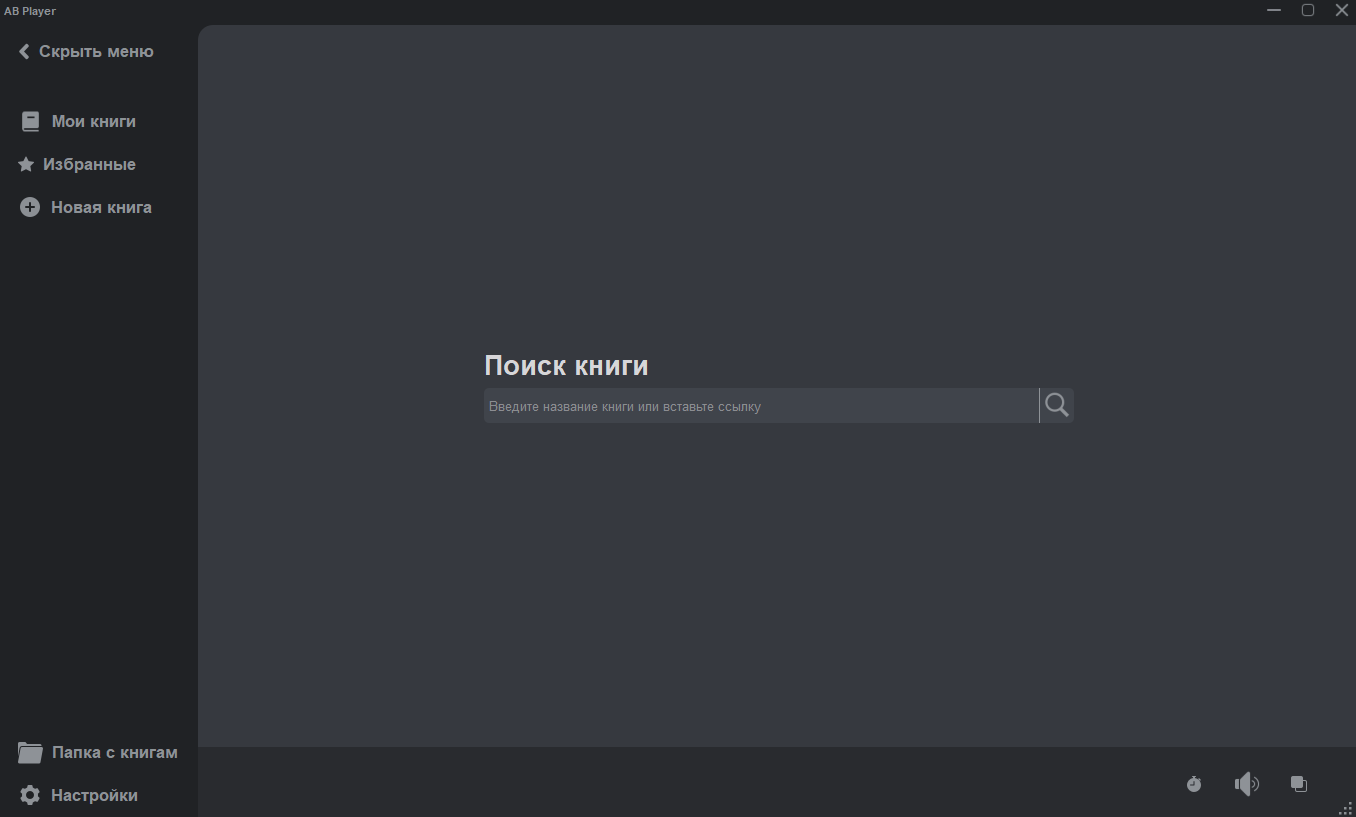 AB Player
Скрыть меню
Мои книги
Избранные
Новая книга
Поиск книги
Введите название книги или вставьте ссылку
Папка с книгам
Настройки